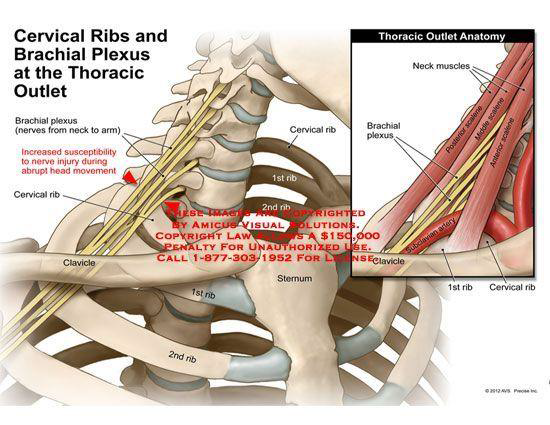 Cervical Ribs and
Brachial Plexus
at the Thoracic
Outlet
Brachial plexus
(nerves from neck to arm)
Increased susceptibility
to nerve injury during
abrupt head movement
Cervical rib
Clavicle
Cervical rib
1st rib
2nd rib
Sternum
1st rib
2nd rib
These Images Are Copyrighted
By Amicus Visual Solutions.
Copyright Law Allows A $150,000
Penalty For Unauthorized Use.
Call 1-877-303-1952 For License.
Thoracic Outlet Anatomy
Neck muscles
Brachial
plexus
Posterior scalene
Middle scalene
Anterior scalene
Subclavian artery
Clavicle
1st rib
Cervical rib
© 2012 AVS. Precise Inc.